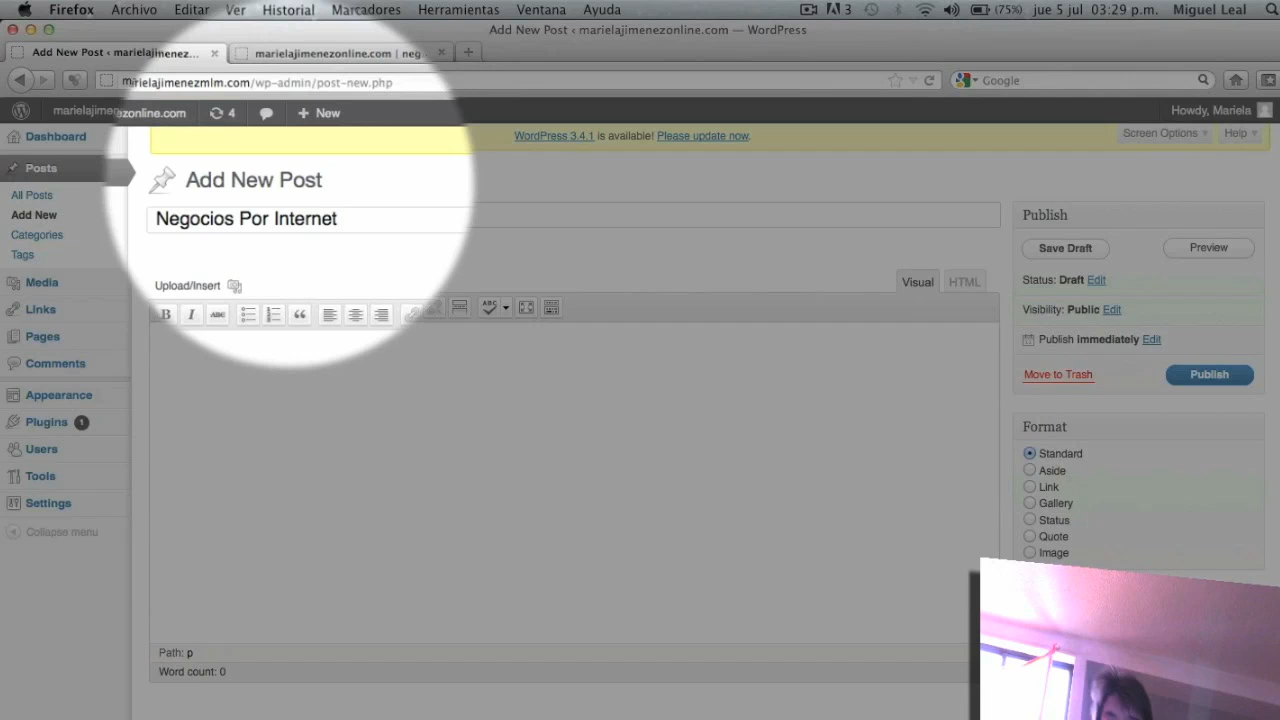 Firefox Archivo Editar Ver Historial Marcadores Herramientas Ventana Ayuda 3 (75%) jue 5 jul 03:29 p.m. Miguel Leal
Add New Post ‹ marielajimenezonline.com — WordPress
Add New Post ‹ marielajimenez... marielajimenezonline.com | neg...
marielajimenezmlm.com/wp-admin/post-new.php Google
marielajimenezonline.com 4 + New Howdy, Mariela
WordPress 3.4.1 is available! Please update now. Screen Options Help
Dashboard
Posts
All Posts
Add New
Categories
Tags
Media
Links
Pages
Comments
Appearance
Plugins 1
Users
Tools
Settings
Collapse menu
Add New Post
Negocios Por Internet
Upload/Insert Visual HTML
B I ABC ABC
Path: p
Word count: 0
Publish
Save Draft Preview
Status: Draft Edit
Visibility: Public Edit
Publish immediately Edit
Move to Trash Publish
Format
Standard
Aside
Link
Gallery
Status
Quote
Image